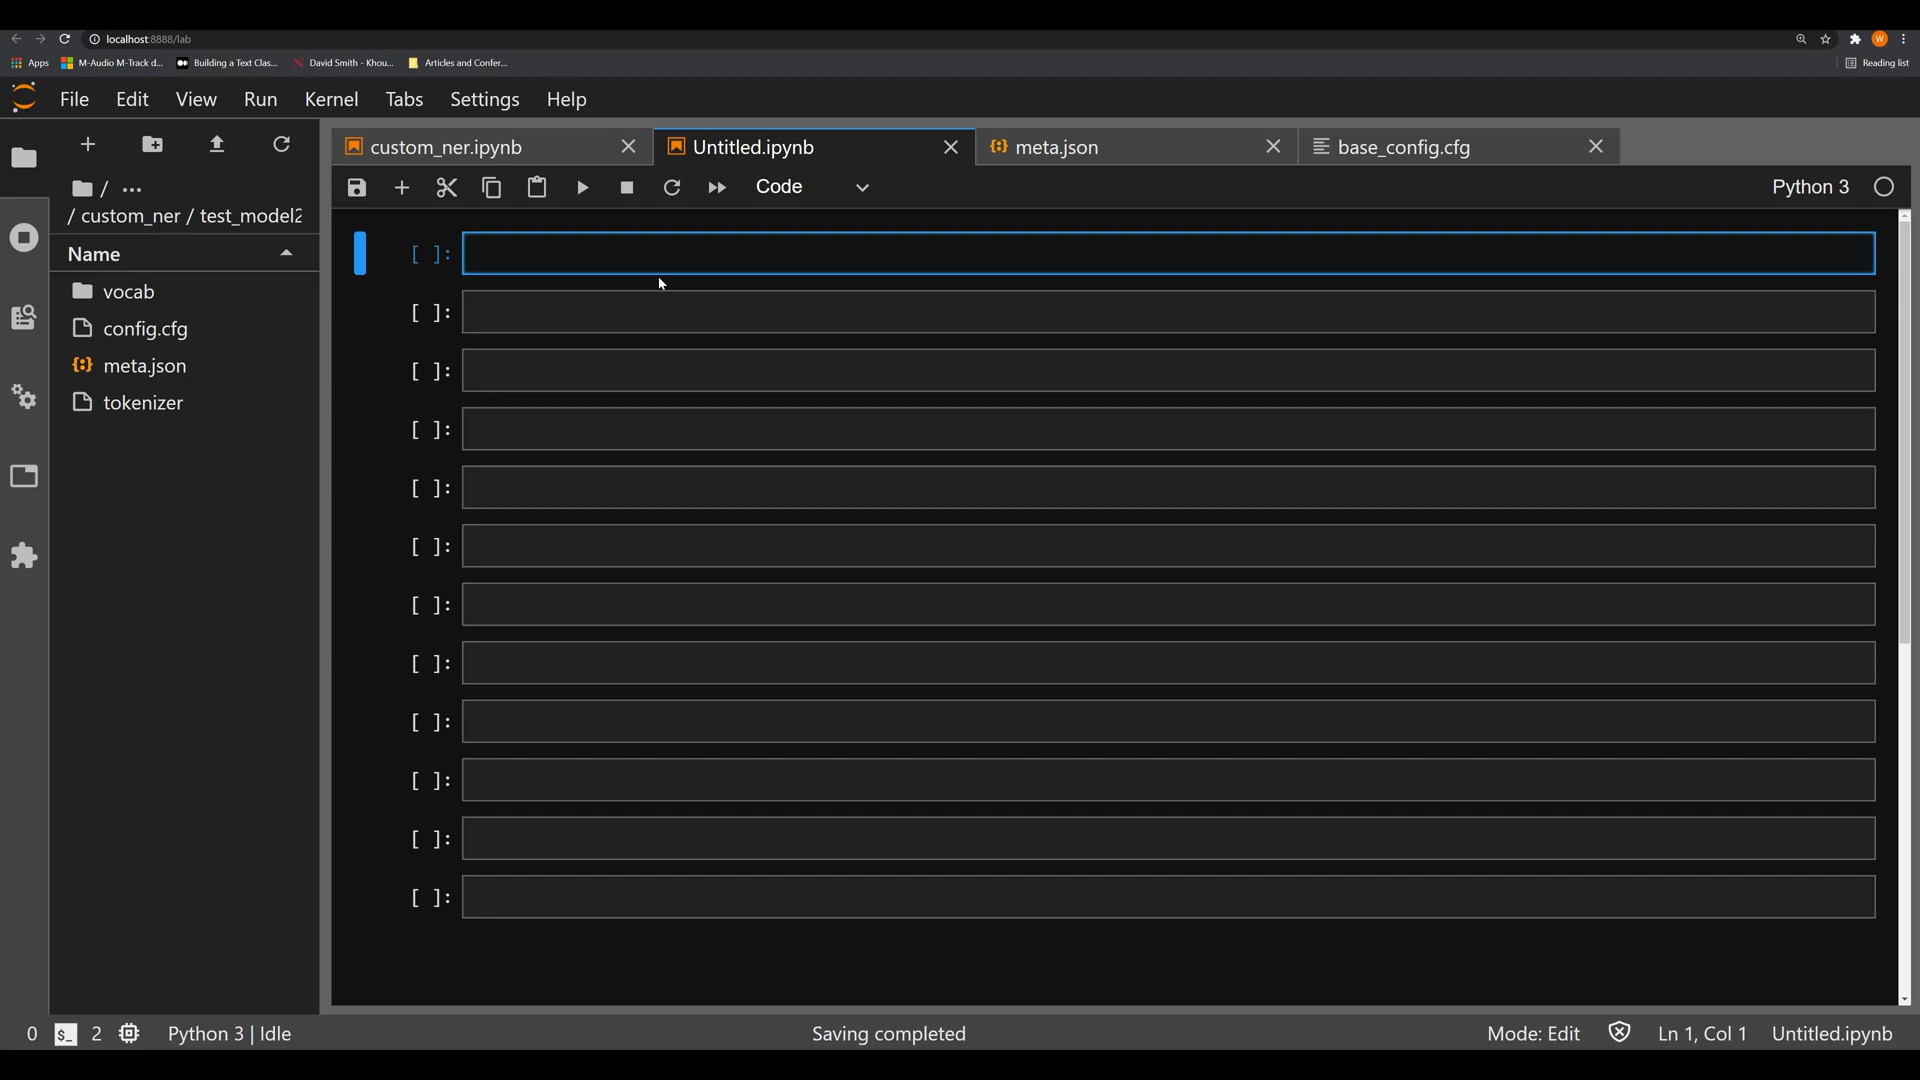 localhost:8888/lab
Apps
M-Audio M-Track d...
Building a Text Clas...
David Smith - Khou...
Articles and Confer...
Reading list
W
File Edit View Run Kernel Tabs Settings Help
custom_ner.ipynb
Untitled.ipynb
meta.json
base_config.cfg
Code
Python 3
/ ...
/ custom_ner / test_model2
Name
vocab
config.cfg
meta.json
tokenizer
[ ]:
[ ]:
[ ]:
[ ]:
[ ]:
[ ]:
[ ]:
[ ]:
[ ]:
[ ]:
[ ]:
[ ]:
0 $_ 2 Python 3 | Idle
Saving completed
Mode: Edit
Ln 1, Col 1
Untitled.ipynb